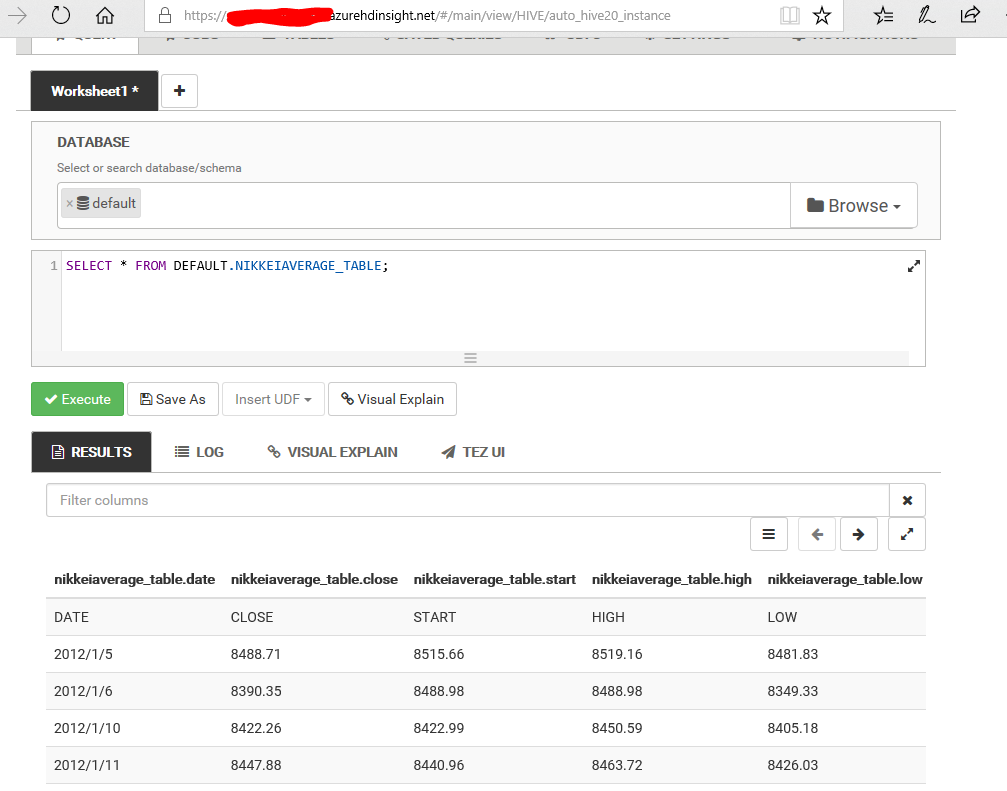 https:// azurehdinsight.net/#/main/view/HIVE/auto_hive20_instance
Worksheet1 * +
DATABASE
Select or search database/schema
× default
Browse
1 SELECT * FROM DEFAULT.NIKKEIAVERAGE_TABLE;
Execute Save As Insert UDF Visual Explain
RESULTS LOG VISUAL EXPLAIN TEZ UI
Filter columns
nikkeiaverage_table.date nikkeiaverage_table.close nikkeiaverage_table.start nikkeiaverage_table.high nikkeiaverage_table.low
DATE CLOSE START HIGH LOW
2012/1/5 8488.71 8515.66 8519.16 8481.83
2012/1/6 8390.35 8488.98 8488.98 8349.33
2012/1/10 8422.26 8422.99 8450.59 8405.18
2012/1/11 8447.88 8440.96 8463.72 8426.03